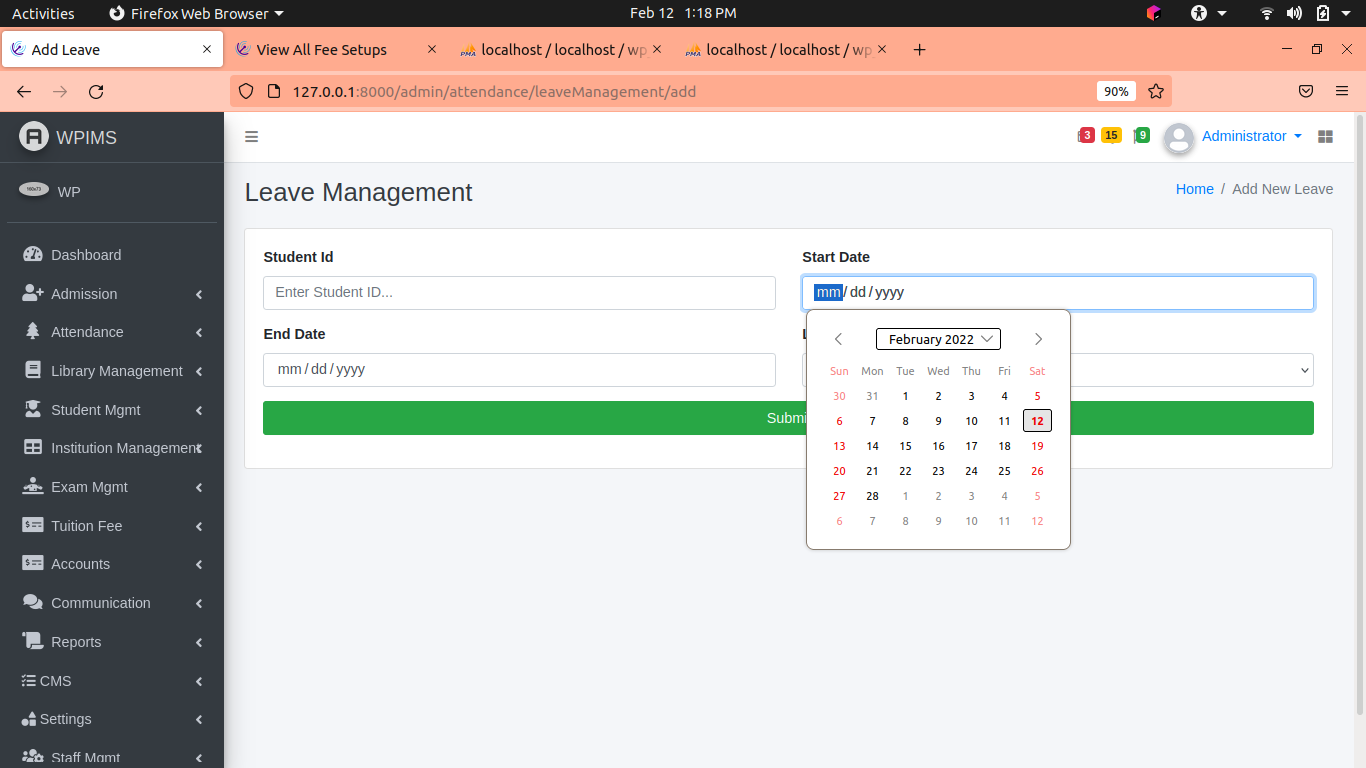 Activities Firefox Web Browser Feb 12 1:18 PM
Add Leave View All Fee Setups localhost / localhost / wp localhost / localhost / wp
127.0.0.1:8000/admin/attendance/leaveManagement/add 90%
WPIMS 3 15 9 Administrator
WP
Leave Management Home / Add New Leave
Dashboard
Admission
Attendance
Library Management
Student Mgmt
Institution Management
Exam Mgmt
Tuition Fee
Accounts
Communication
Reports
CMS
Settings
Staff Mgmt
Student Id
Enter Student ID...
Start Date
mm/dd/yyyy
End Date
mm/dd/yyyy
February 2022
Sun Mon Tue Wed Thu Fri Sat
30 31 1 2 3 4 5
6 7 8 9 10 11 12
13 14 15 16 17 18 19
20 21 22 23 24 25 26
27 28 1 2 3 4 5
6 7 8 9 10 11 12